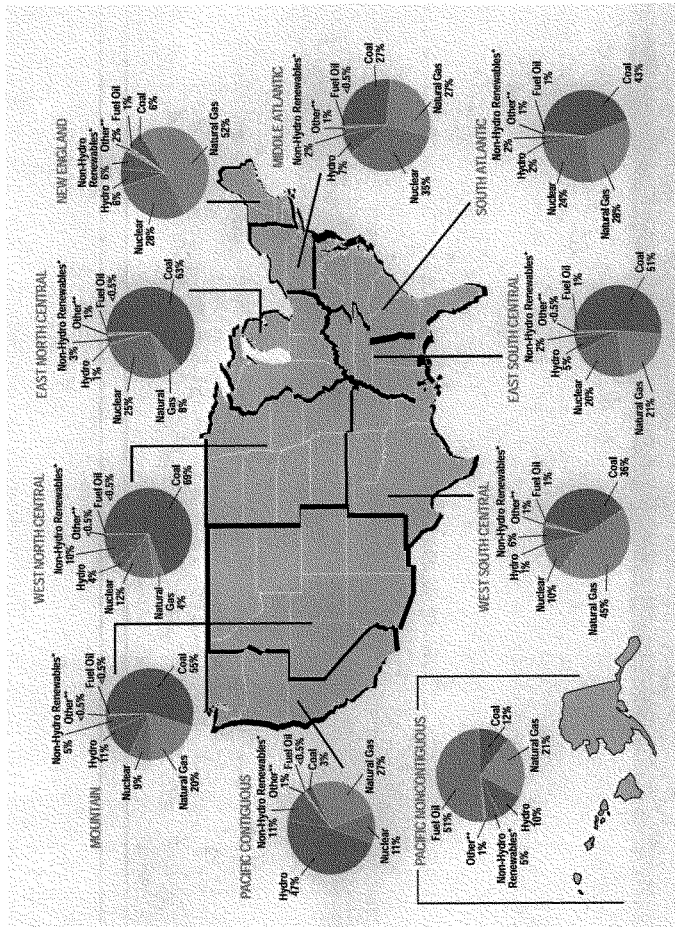 NEW ENGLAND
Non-Hydro
Renewables*
6%
Hydro
6%
Other**
2%
Fuel Oil
1%
Coal
6%
Natural Gas
52%
Nuclear
28%
MIDDLE ATLANTIC
Non-Hydro Renewables*
2%
Other**
1%
Fuel Oil
<0.5%
Hydro
7%
Coal
27%
Natural Gas
27%
Nuclear
35%
SOUTH ATLANTIC
Non-Hydro Renewables*
2%
Other**
1%
Fuel Oil
1%
Hydro
2%
Coal
43%
Nuclear
24%
Natural Gas
28%
EAST NORTH CENTRAL
Non-Hydro Renewables*
3%
Other**
1%
Fuel Oil
<0.5%
Hydro
1%
Coal
63%
Nuclear
25%
Natural
Gas
8%
EAST SOUTH CENTRAL
Non-Hydro Renewables*
2%
Other**
<0.5%
Fuel Oil
1%
Hydro
5%
Coal
51%
Nuclear
20%
Natural Gas
21%
WEST NORTH CENTRAL
Non-Hydro Renewables*
10%
Other**
<0.5%
Fuel Oil
<0.5%
Hydro
4%
Coal
69%
Nuclear
12%
Natural
Gas
4%
WEST SOUTH CENTRAL
Non-Hydro Renewables*
6%
Other**
1%
Fuel Oil
1%
Hydro
1%
Coal
36%
Nuclear
10%
Natural Gas
45%
MOUNTAIN
Non-Hydro Renewables*
5%
Other**
<0.5%
Fuel Oil
<0.5%
Hydro
11%
Coal
55%
Nuclear
9%
Natural Gas
20%
PACIFIC CONTIGUOUS
Non-Hydro Renewables*
11%
Other**
1%
Fuel Oil
<0.5%
Coal
3%
Hydro
47%
Natural Gas
27%
Nuclear
11%
PACIFIC NONCONTIGUOUS
Fuel Oil
51%
Coal
12%
Natural Gas
21%
Other**
1%
Non-Hydro
Renewables*
5%
Hydro
10%